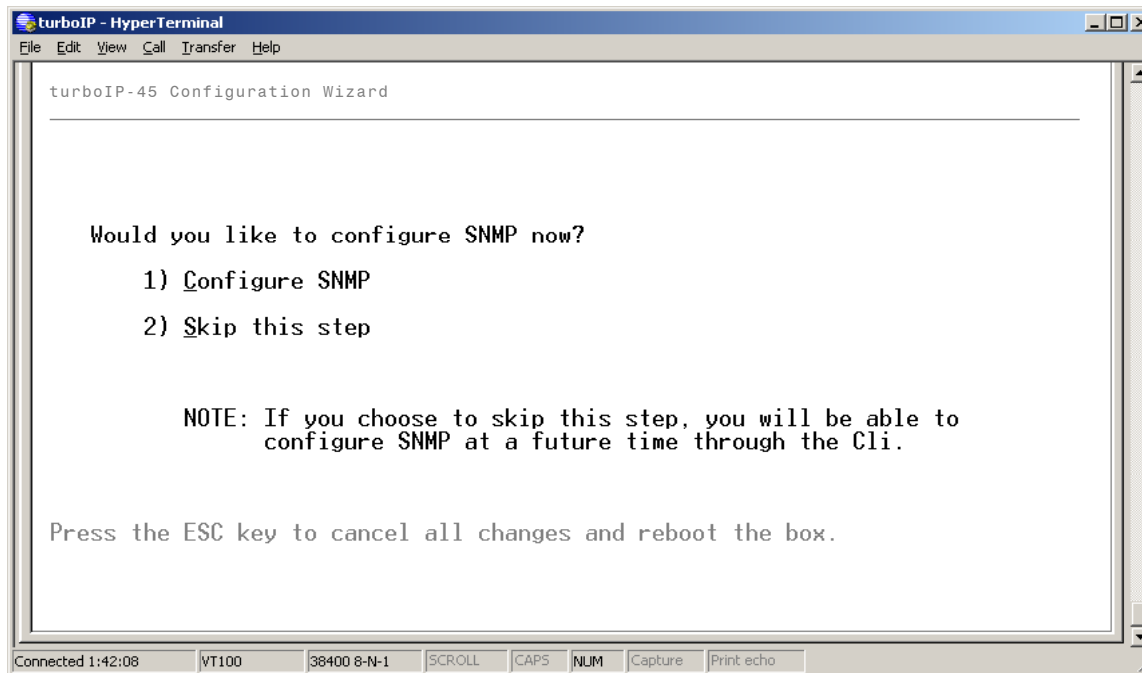 turboIP - HyperTerminal
File Edit View Call Transfer Help
turboIP-45 Configuration Wizard
Would you like to configure SNMP now?
1) Configure SNMP
2) Skip this step
NOTE: If you choose to skip this step, you will be able to
configure SNMP at a future time through the Cli.
Press the ESC key to cancel all changes and reboot the box.
Connected 1:42:08 VT100 38400 8-N-1 SCROLL CAPS NUM Capture Print echo